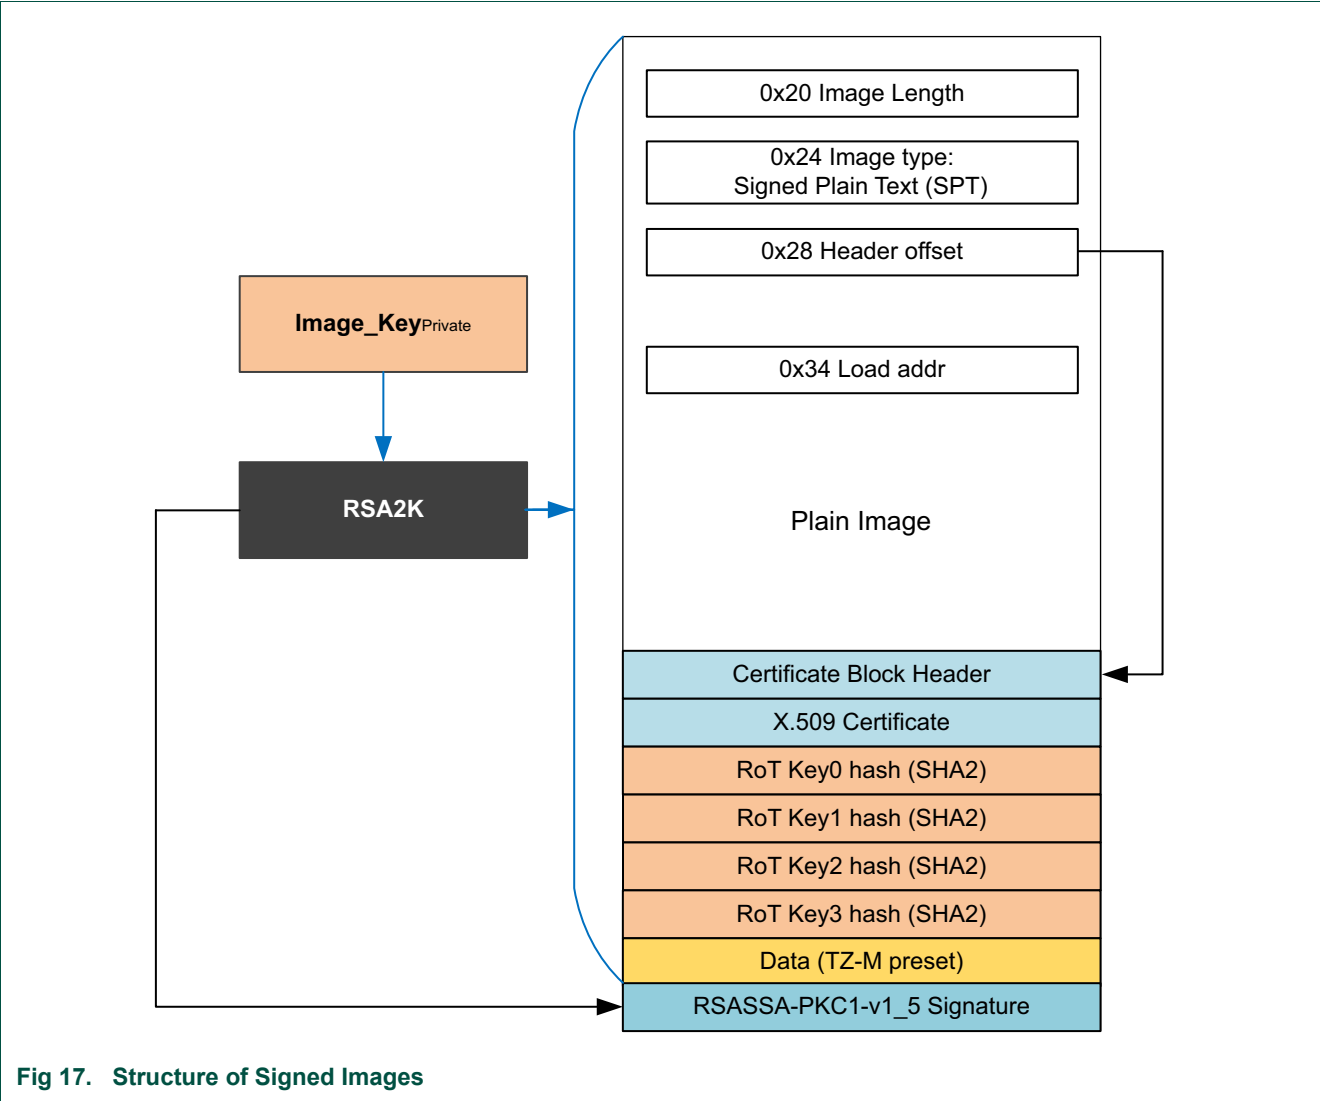 0x20 Image Length
0x24 Image type:
Signed Plain Text (SPT)
0x28 Header offset
Image_KeyPrivate
0x34 Load addr
RSA2K
Plain Image
Certificate Block Header
X.509 Certificate
RoT Key0 hash (SHA2)
RoT Key1 hash (SHA2)
RoT Key2 hash (SHA2)
RoT Key3 hash (SHA2)
Data (TZ-M preset)
RSASSA-PKC1-v1_5 Signature
Fig 17. Structure of Signed Images